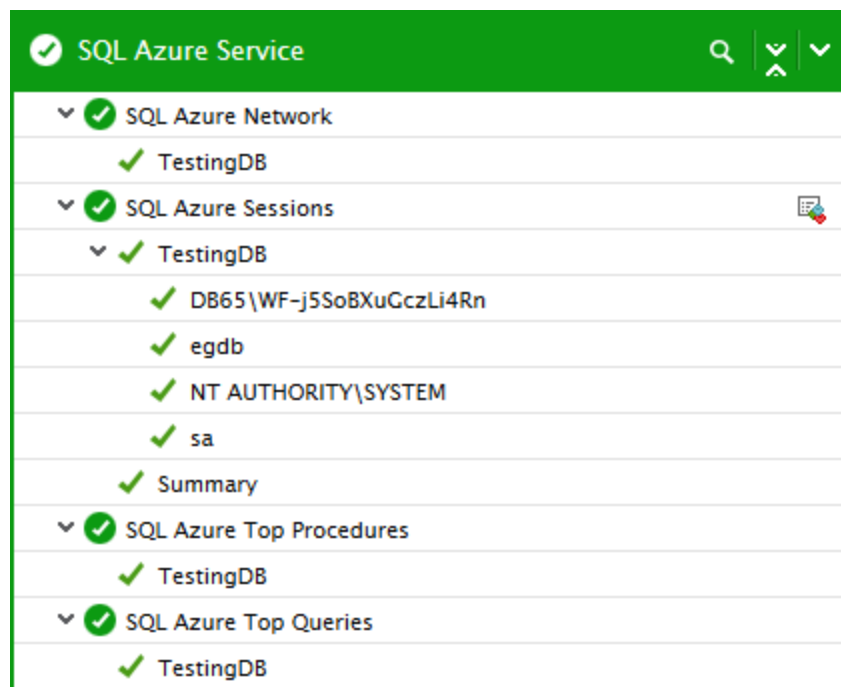 SQL Azure Service
SQL Azure Network
TestingDB
SQL Azure Sessions
TestingDB
DB65\WF-j5SoBXuGczLi4Rn
egdb
NT AUTHORITY\SYSTEM
sa
Summary
SQL Azure Top Procedures
TestingDB
SQL Azure Top Queries
TestingDB